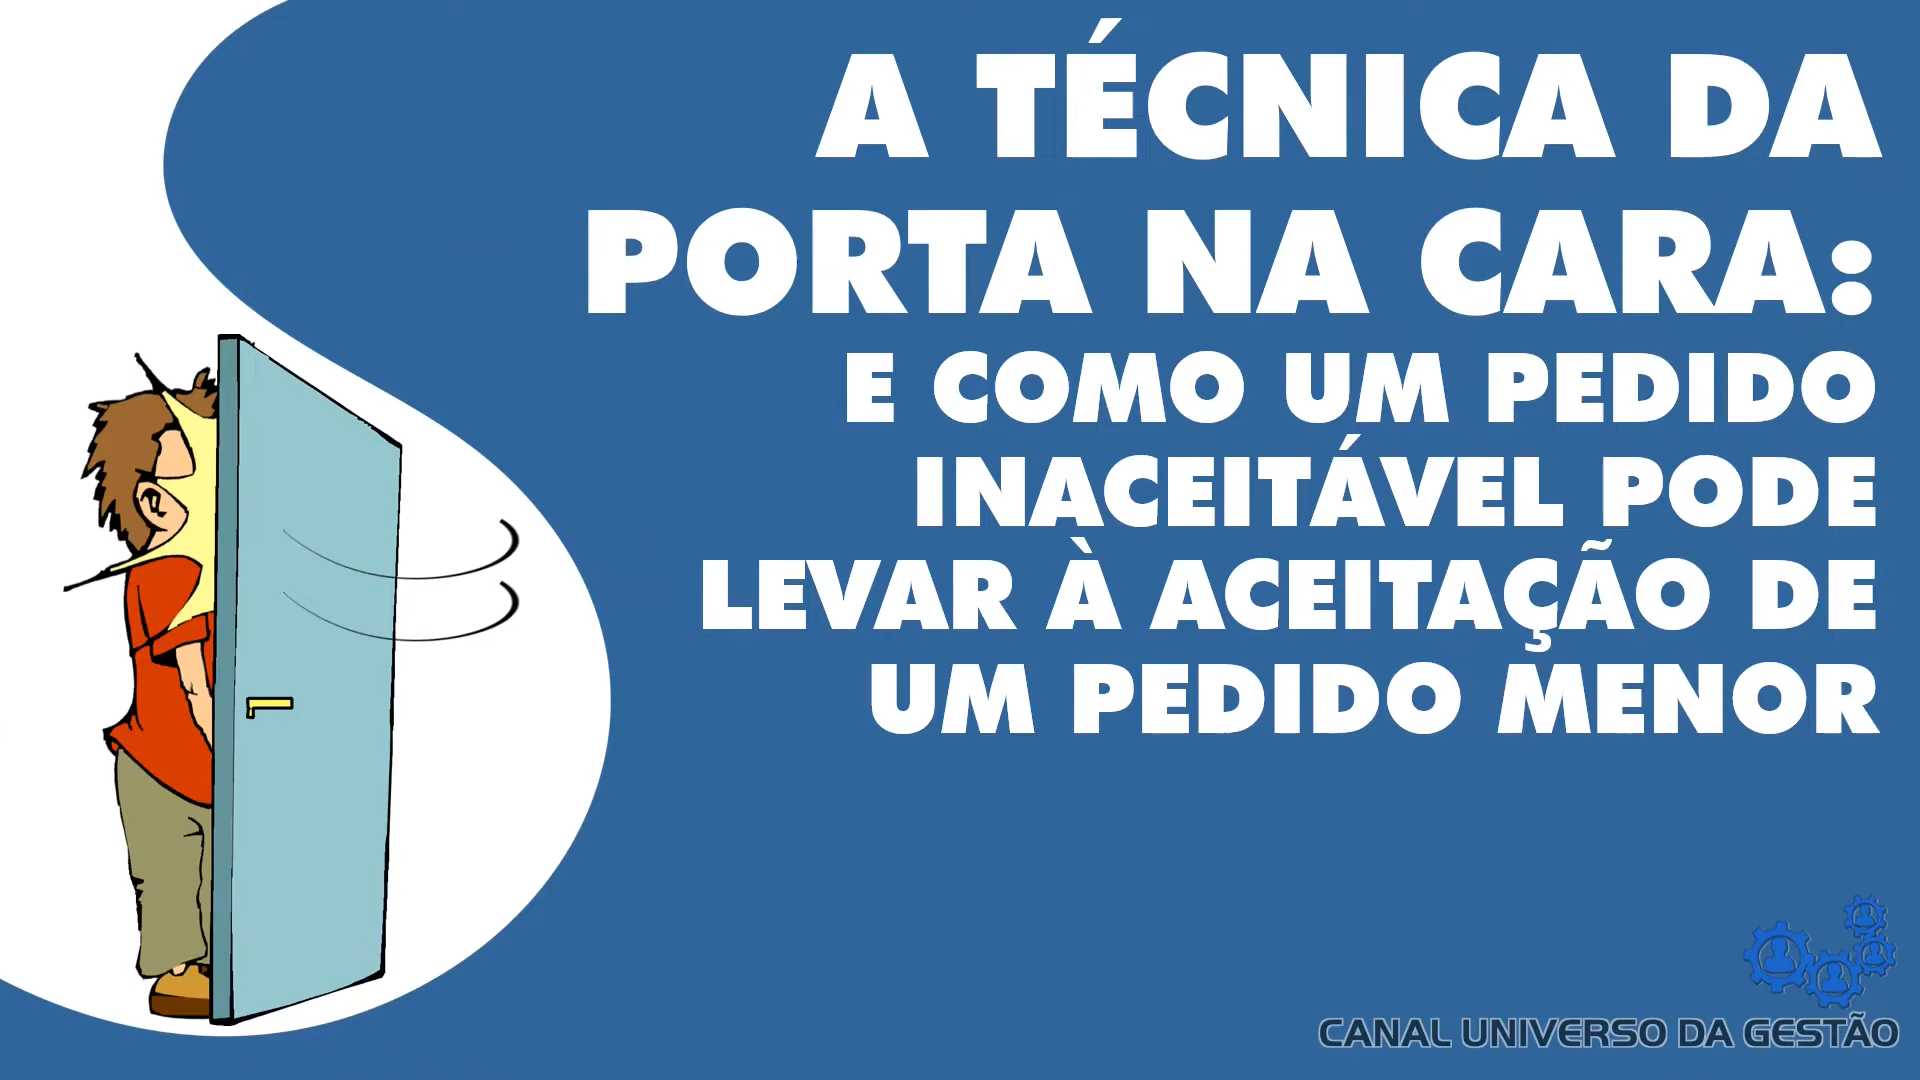 A TÉCNICA DA
PORTA NA CARA:
E COMO UM PEDIDO
INACEITÁVEL PODE
LEVAR À ACEITAÇÃO DE
UM PEDIDO MENOR
CANAL UNIVERSO DA GESTÃO